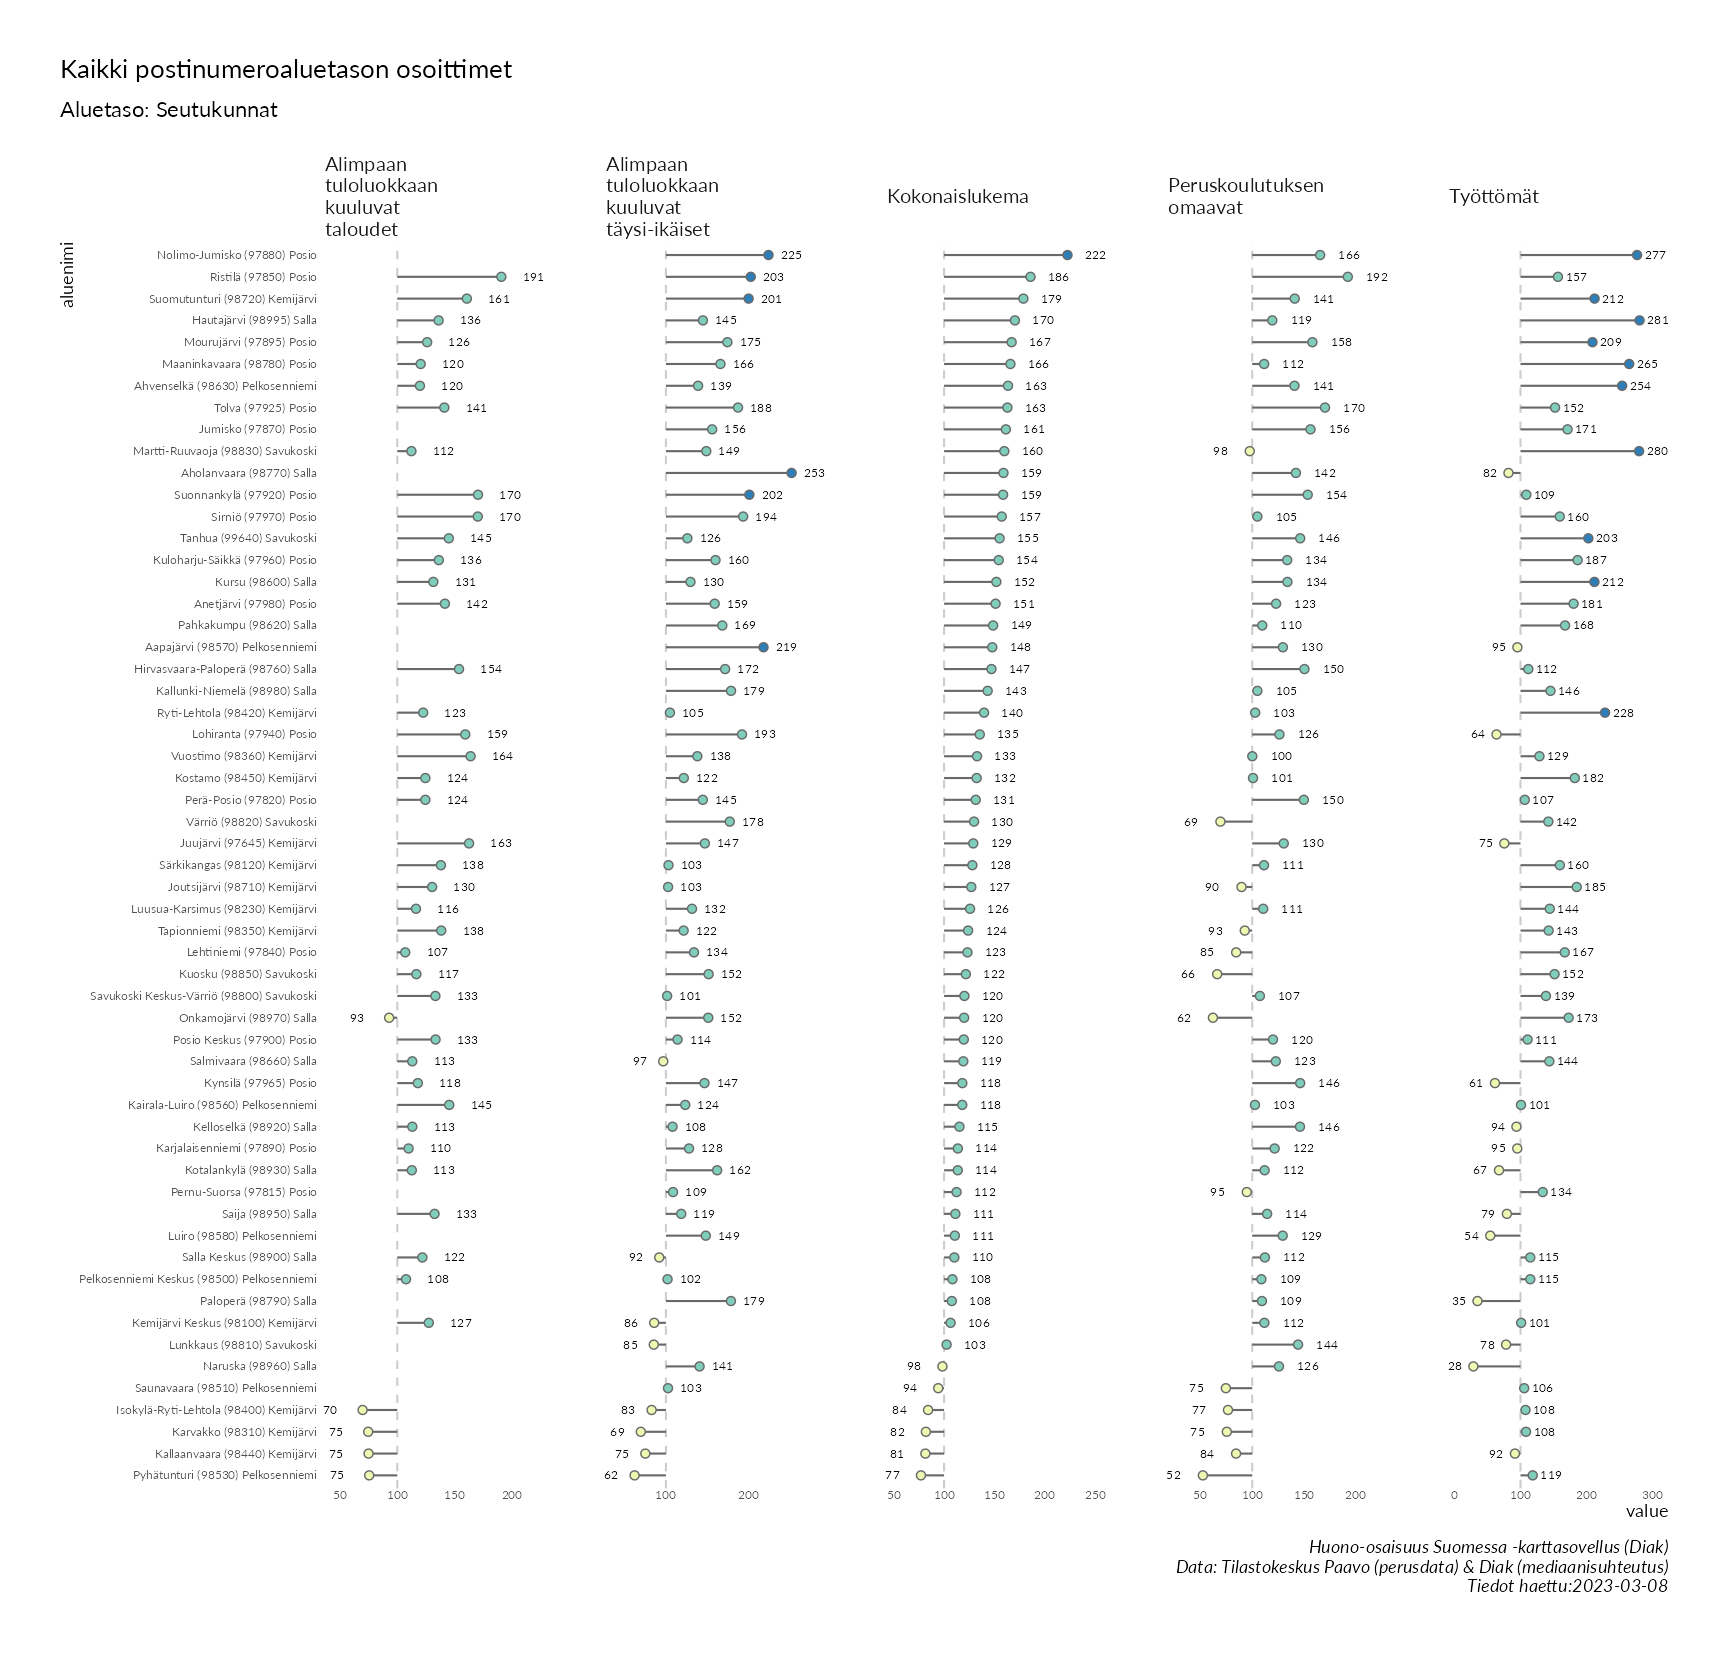 Kaikki postinumeroaluetason osoittimet
Aluetaso: Seutukunnat
Alimpaan
tuloluokkaan
kuuluvat
taloudet
Alimpaan
tuloluokkaan
kuuluvat
täysi-ikäiset
Kokonaislukema
Peruskoulutuksen
omaavat
Työttömät
aluenimi
Nolimo-Jumisko (97880) Posio 225 222 166 277
Ristilä (97850) Posio 191 203 186 192 157
Suomutunturi (98720) Kemijärvi 161 201 179 141 212
Hautajärvi (98995) Salla 136 145 170 119 281
Mourujärvi (97895) Posio 126 175 167 158 209
Maaninkavaara (98780) Posio 120 166 166 112 265
Ahvenselkä (98630) Pelkosenniemi 120 139 163 141 254
Tolva (97925) Posio 141 188 163 170 152
Jumisko (97870) Posio 156 161 156 171
Martti-Ruuvaoja (98830) Savukoski 112 149 160 98 280
Aholanvaara (98770) Salla 253 159 142 82
Suonnankylä (97920) Posio 170 202 159 154 109
Sirniö (97970) Posio 170 194 157 105 160
Tanhua (99640) Savukoski 145 126 155 146 203
Kuloharju-Säikkä (97960) Posio 136 160 154 134 187
Kursu (98600) Salla 131 130 152 134 212
Anetjärvi (97980) Posio 142 159 151 123 181
Pahkakumpu (98620) Salla 169 149 110 168
Aapajärvi (98570) Pelkosenniemi 219 148 130 95
Hirvasvaara-Paloperä (98760) Salla 154 172 147 150 112
Kallunki-Niemelä (98980) Salla 179 143 105 146
Ryti-Lehtola (98420) Kemijärvi 123 105 140 103 228
Lohiranta (97940) Posio 159 193 135 126 64
Vuostimo (98360) Kemijärvi 164 138 133 100 129
Kostamo (98450) Kemijärvi 124 122 132 101 182
Perä-Posio (97820) Posio 124 145 131 150 107
Värriö (98820) Savukoski 178 130 69 142
Juujärvi (97645) Kemijärvi 163 147 129 130 75
Särkikangas (98120) Kemijärvi 138 103 128 111 160
Joutsijärvi (98710) Kemijärvi 130 103 127 90 185
Luusua-Karsimus (98230) Kemijärvi 116 132 126 111 144
Tapionniemi (98350) Kemijärvi 138 122 124 93 143
Lehtiniemi (97840) Posio 107 134 123 85 167
Kuosku (98850) Savukoski 117 152 122 66 152
Savukoski Keskus-Värriö (98800) Savukoski 133 101 120 107 139
Onkamojärvi (98970) Salla 93 152 120 62 173
Posio Keskus (97900) Posio 133 114 120 120 111
Salmivaara (98660) Salla 113 97 119 123 144
Kynsilä (97965) Posio 118 147 118 146 61
Kairala-Luiro (98560) Pelkosenniemi 145 124 118 103 101
Kelloselkä (98920) Salla 113 108 115 146 94
Karjalaisenniemi (97890) Posio 110 128 114 122 95
Kotalankylä (98930) Salla 113 162 114 112 67
Pernu-Suorsa (97815) Posio 109 112 95 134
Saija (98950) Salla 133 119 111 114 79
Luiro (98580) Pelkosenniemi 149 111 129 54
Salla Keskus (98900) Salla 122 92 110 112 115
Pelkosenniemi Keskus (98500) Pelkosenniemi 108 102 108 109 115
Paloperä (98790) Salla 179 108 109 35
Kemijärvi Keskus (98100) Kemijärvi 127 86 106 112 101
Lunkkaus (98810) Savukoski 85 103 144 78
Naruska (98960) Salla 141 98 126 28
Saunavaara (98510) Pelkosenniemi 103 94 75 106
Isokylä-Ryti-Lehtola (98400) Kemijärvi 70 83 84 77 108
Karvakko (98310) Kemijärvi 75 69 82 75 108
Kallaanvaara (98440) Kemijärvi 75 75 81 84 92
Pyhätunturi (98530) Pelkosenniemi 75 62 77 52 119
50 100 150 200 100 200 50 100 150 200 250 50 100 150 200 0 100 200 300
value
Huono-osaisuus Suomessa -karttasovellus (Diak)
Data: Tilastokeskus Paavo (perusdata) & Diak (mediaanisuhteutus)
Tiedot haettu:2023-03-08